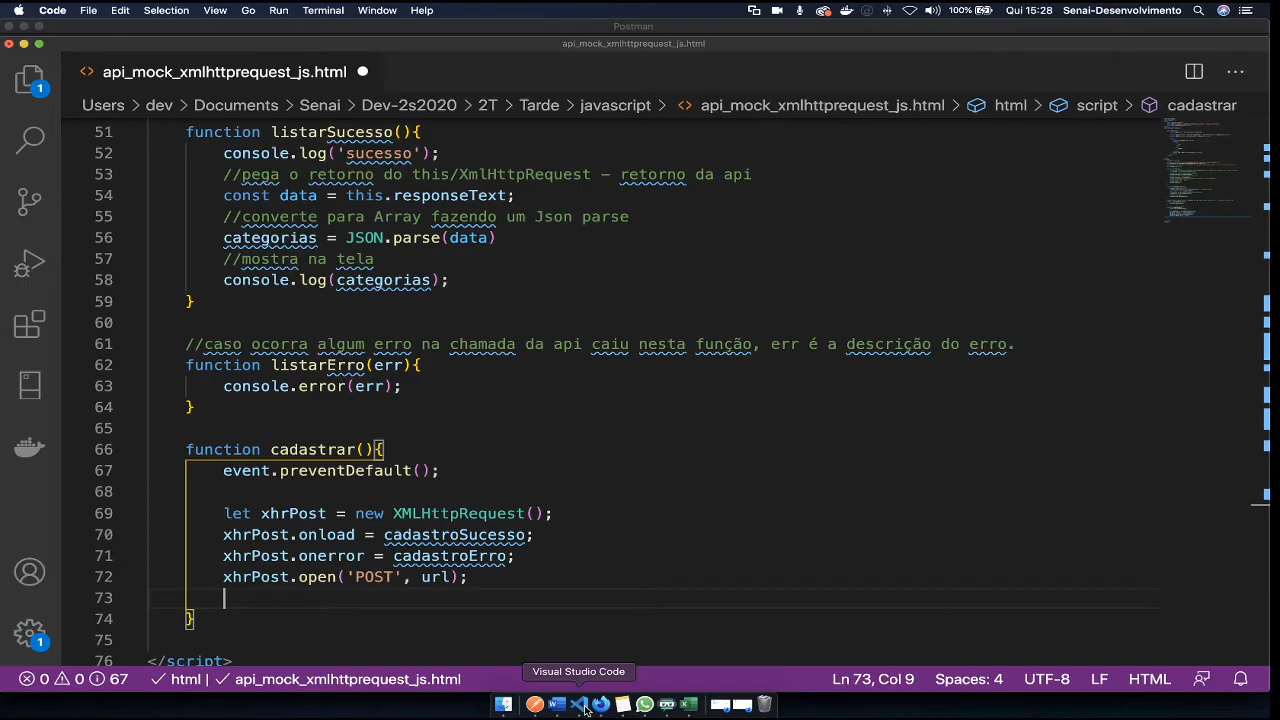 Code File Edit Selection View Go Run Terminal Window Help 100% Qui 15:28 Senai-Desenvolvimento
Postman
api_mock_xmlhttprequest_js.html
api_mock_xmlhttprequest_js.html
Users dev Documents Senai Dev-2s2020 2T Tarde javascript api_mock_xmlhttprequest_js.html html script cadastrar
51 function listarSucesso(){
52 console.log('sucesso');
53 //pega o retorno do this/XmlHttpRequest – retorno da api
54 const data = this.responseText;
55 //converte para Array fazendo um Json parse
56 categorias = JSON.parse(data)
57 //mostra na tela
58 console.log(categorias);
59 }
60
61 //caso ocorra algum erro na chamada da api caiu nesta função, err é a descrição do erro.
62 function listarErro(err){
63 console.error(err);
64 }
65
66 function cadastrar(){
67 event.preventDefault();
68
69 let xhrPost = new XMLHttpRequest();
70 xhrPost.onload = cadastroSucesso;
71 xhrPost.onerror = cadastroErro;
72 xhrPost.open('POST', url);
73
74 }
75
76 </script>
1
1
Visual Studio Code
0 0 67 html api_mock_xmlhttprequest_js.html Ln 73, Col 9 Spaces: 4 UTF-8 LF HTML